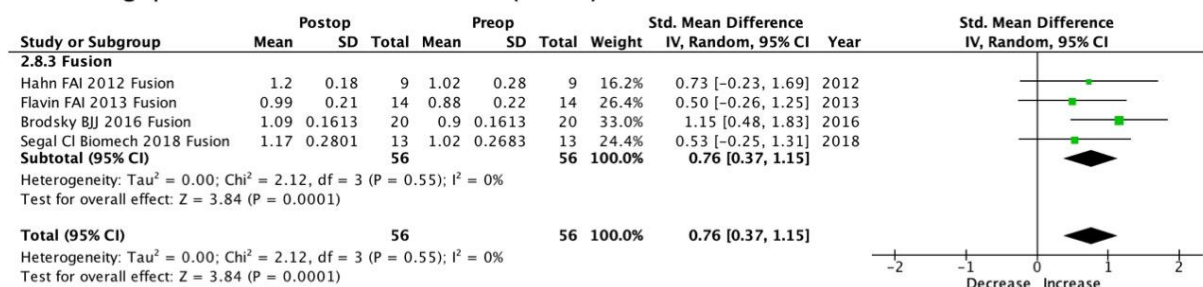 Postop Preop Std. Mean Difference Std. Mean Difference
Study or Subgroup Mean SD Total Mean SD Total Weight IV, Random, 95% CI Year IV, Random, 95% CI
2.8.3 Fusion
Hahn FAI 2012 Fusion 1.2 0.18 9 1.02 0.28 9 16.2% 0.73 [-0.23, 1.69] 2012
Flavin FAI 2013 Fusion 0.99 0.21 14 0.88 0.22 14 26.4% 0.50 [-0.26, 1.25] 2013
Brodsky BJJ 2016 Fusion 1.09 0.1613 20 0.9 0.1613 20 33.0% 1.15 [0.48, 1.83] 2016
Segal Cl Biomech 2018 Fusion 1.17 0.2801 13 1.02 0.2683 13 24.4% 0.53 [-0.25, 1.31] 2018
Subtotal (95% CI) 56 56 100.0% 0.76 [0.37, 1.15]
Heterogeneity: Tau² = 0.00; Chi² = 2.12, df = 3 (P = 0.55); I² = 0%
Test for overall effect: Z = 3.84 (P = 0.0001)
Total (95% CI) 56 56 100.0% 0.76 [0.37, 1.15]
Heterogeneity: Tau² = 0.00; Chi² = 2.12, df = 3 (P = 0.55); I² = 0%
Test for overall effect: Z = 3.84 (P = 0.0001)
-2 -1 0 1 2
Decrease Increase